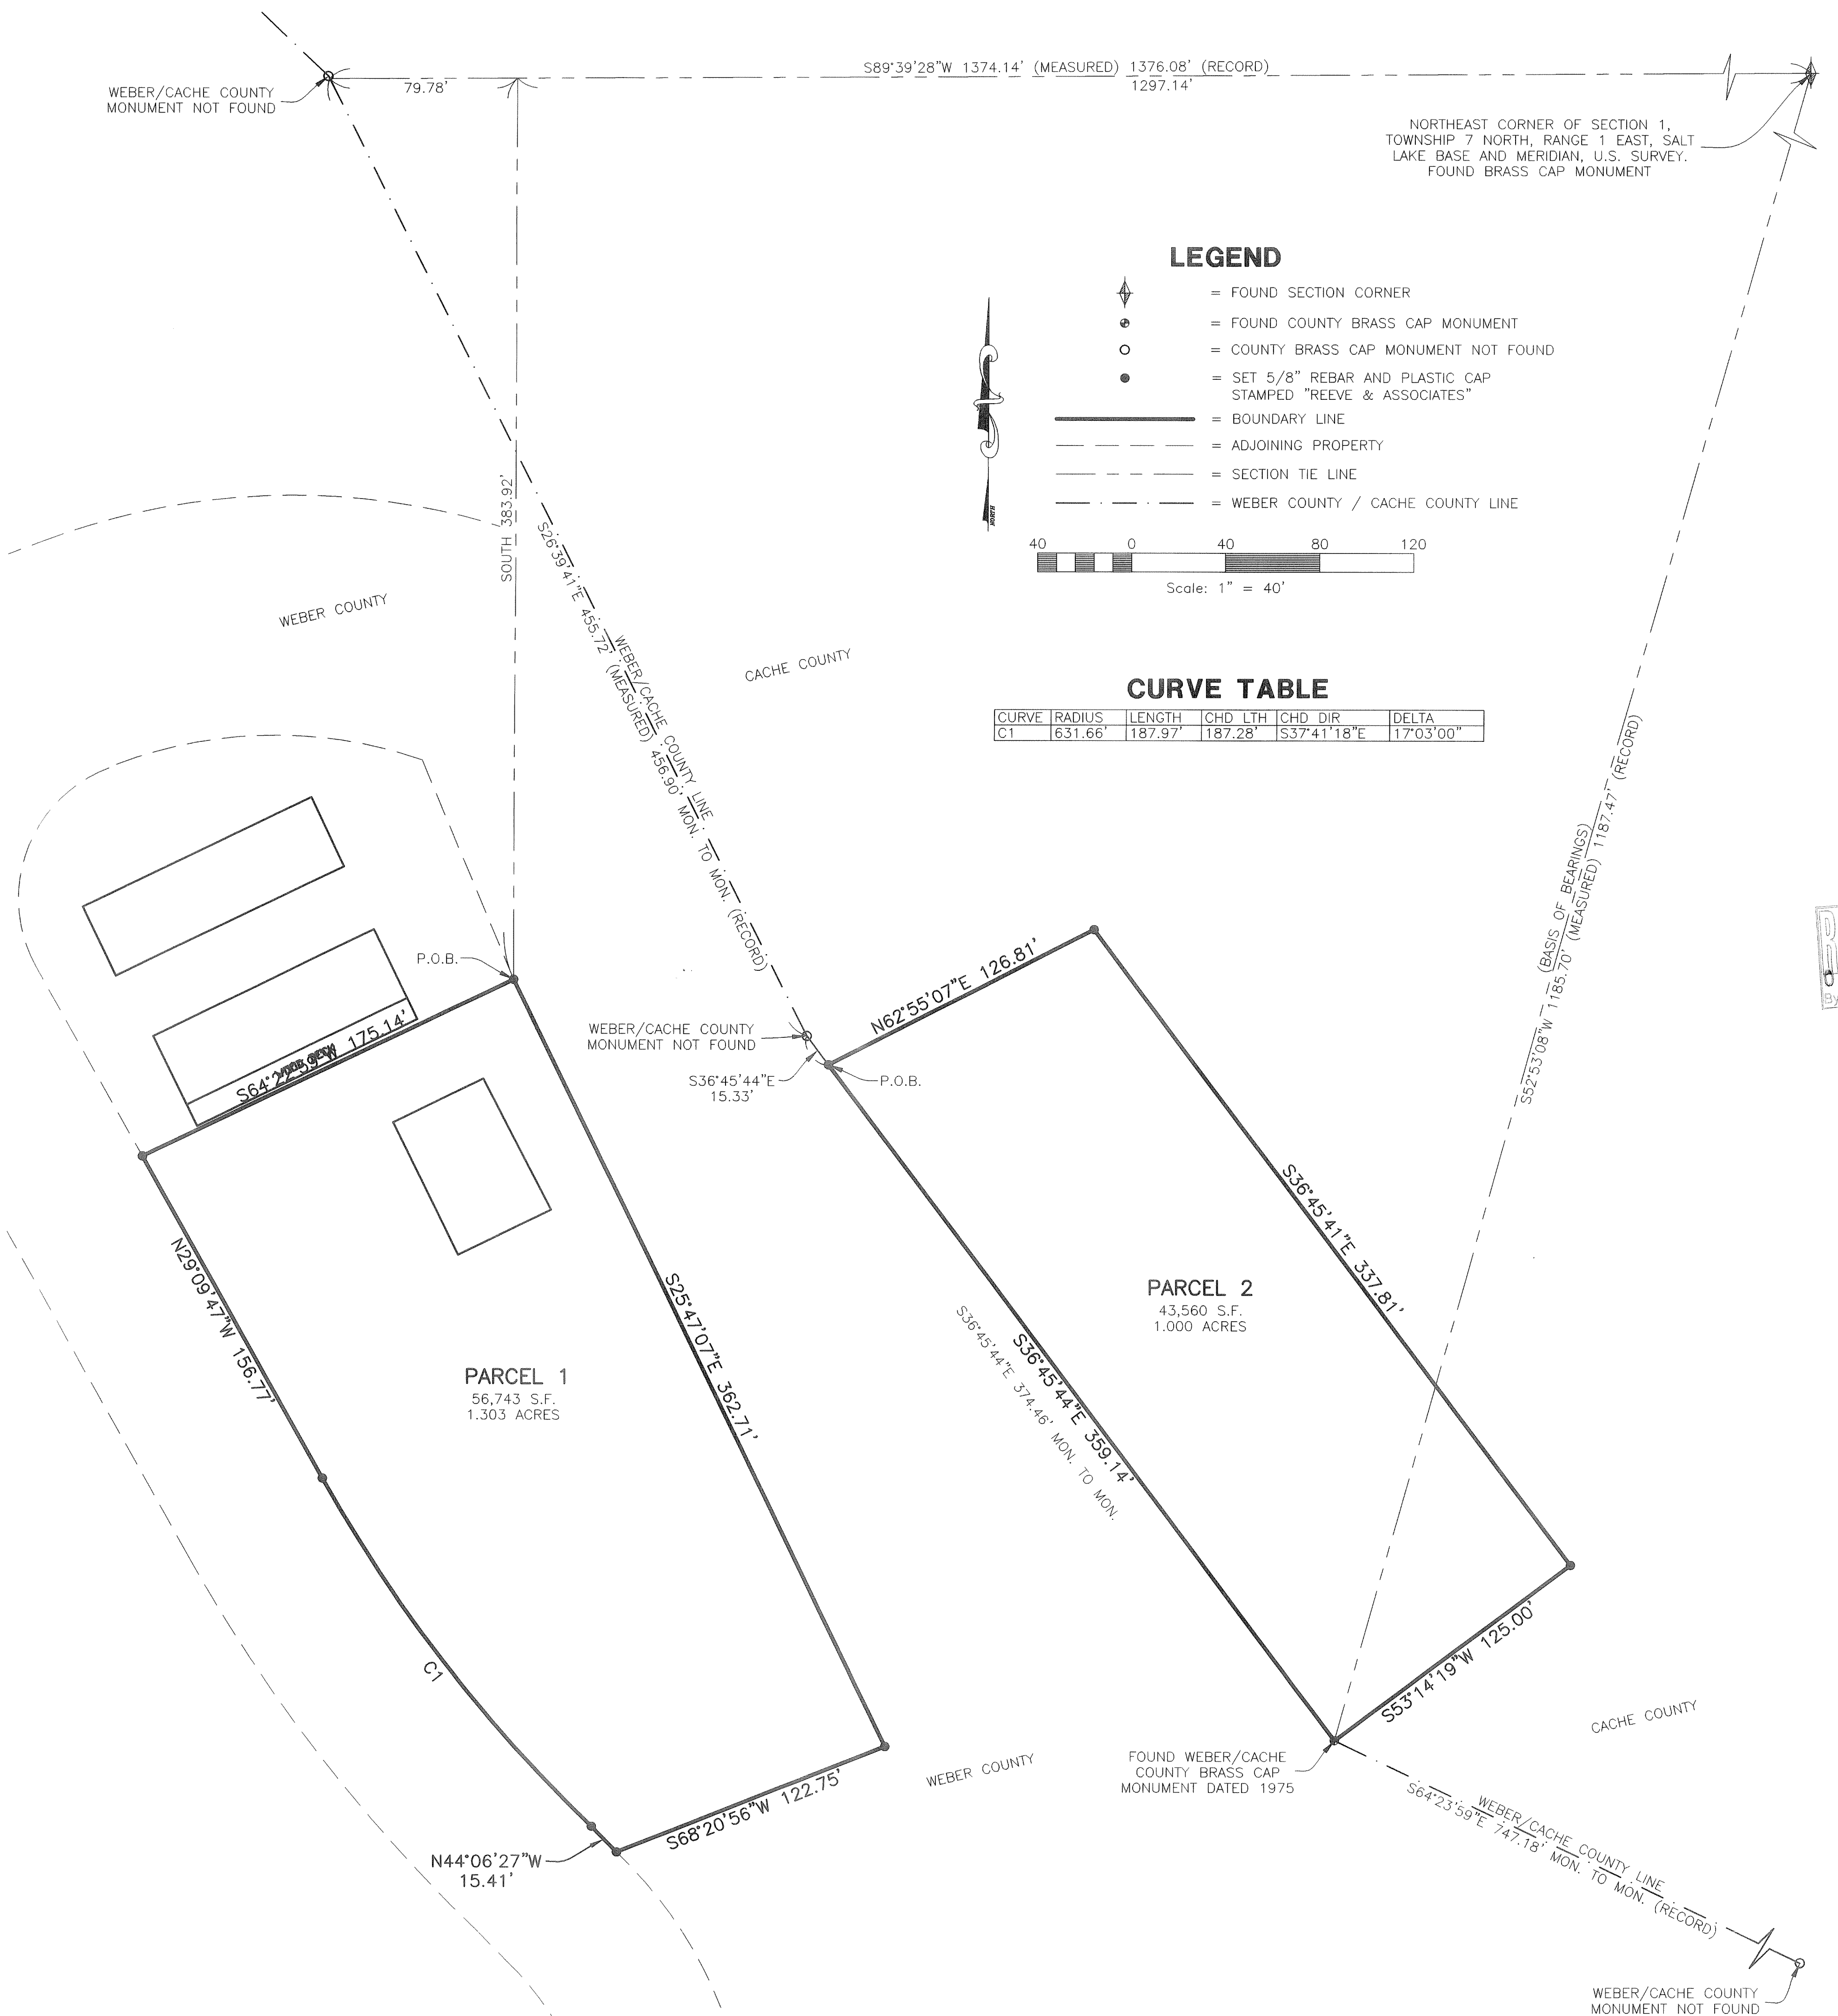 S89°39'28"W 1374.14' (MEASURED) 1376.08' (RECORD)
79.78'
1297.14'
WEBER/CACHE COUNTY
MONUMENT NOT FOUND
NORTHEAST CORNER OF SECTION 1,
TOWNSHIP 7 NORTH, RANGE 1 EAST, SALT
LAKE BASE AND MERIDIAN, U.S. SURVEY.
FOUND BRASS CAP MONUMENT
LEGEND
= FOUND SECTION CORNER
= FOUND COUNTY BRASS CAP MONUMENT
= COUNTY BRASS CAP MONUMENT NOT FOUND
= SET 5/8" REBAR AND PLASTIC CAP
STAMPED "REEVE & ASSOCIATES"
= BOUNDARY LINE
= ADJOINING PROPERTY
= SECTION TIE LINE
= WEBER COUNTY / CACHE COUNTY LINE
NORTH
40 0 40 80 120
Scale: 1" = 40'
SOUTH 383.92'
WEBER COUNTY
CACHE COUNTY
WEBER/CACHE COUNTY LINE
S26°39'41"E 455.72' (MEASURED) 456.90' MON. TO MON. (RECORD)
CURVE TABLE
CURVE RADIUS LENGTH CHD LTH CHD DIR DELTA
C1 631.66' 187.97' 187.28' S37°41'18"E 17°03'00"
(BASIS OF BEARINGS)
S52°53'08"W 1185.70' (MEASURED) 1187.47' (RECORD)
By
P.O.B.
S64°22'59"W 175.14'
WEBER/CACHE COUNTY
MONUMENT NOT FOUND
S36°45'44"E
15.33'
P.O.B.
N62°55'07"E 126.81'
S36°45'41"E 337.81'
N29°09'47"W 156.77'
S25°47'07"E 362.71'
PARCEL 1
56,743 S.F.
1.303 ACRES
PARCEL 2
43,560 S.F.
1.000 ACRES
S36°45'44"E 359.14'
S36°45'44"E 374.46' MON. TO MON.
C1
S53°14'19"W 125.00'
S68°20'56"W 122.75'
N44°06'27"W
15.41'
WEBER COUNTY
CACHE COUNTY
FOUND WEBER/CACHE
COUNTY BRASS CAP
MONUMENT DATED 1975
WEBER/CACHE COUNTY LINE
S64°23'59"E 747.18' MON. TO MON. (RECORD)
WEBER/CACHE COUNTY
MONUMENT NOT FOUND